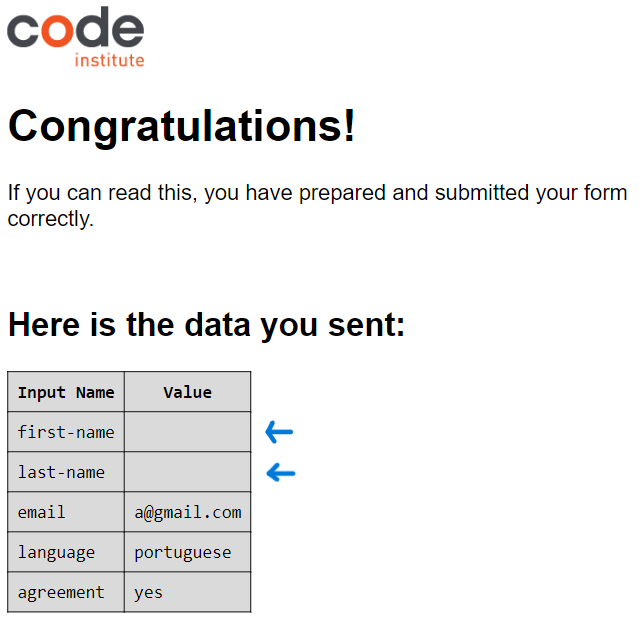 code
institute
Congratulations!
If you can read this, you have prepared and submitted your form
correctly.
Here is the data you sent:
Input Name Value
first-name
last-name
email a@gmail.com
language portuguese
agreement yes